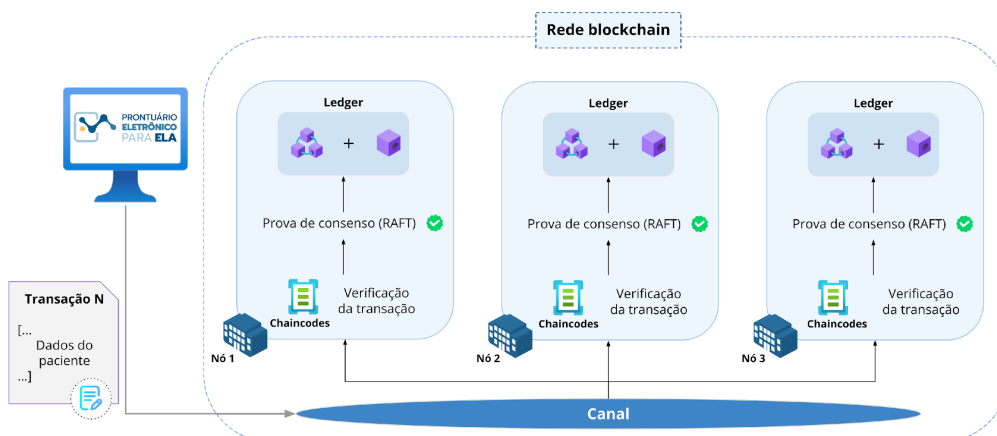 Rede blockchain
PRONTUÁRIO
ELETRÔNICO
PARA ELA
Transação N
[...
Dados do
paciente
...]
Ledger
+
Prova de consenso (RAFT)
Verificação
da transação
Chaincodes
Nó 1
Ledger
+
Prova de consenso (RAFT)
Verificação
da transação
Chaincodes
Nó 2
Ledger
+
Prova de consenso (RAFT)
Verificação
da transação
Chaincodes
Nó 3
Canal